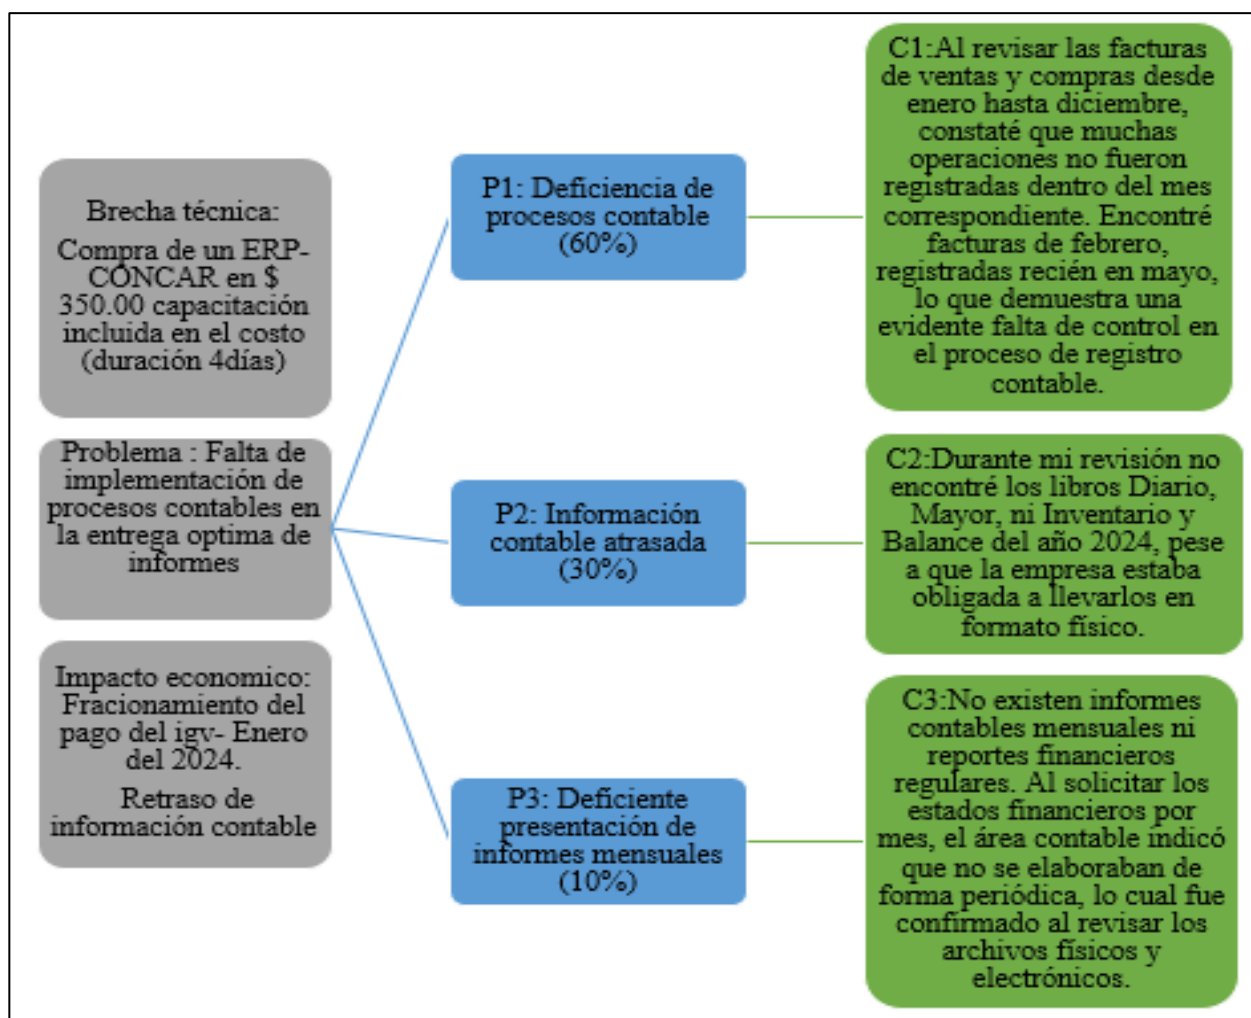 Brecha técnica:
Compra de un ERP-
CONCAR en $
350.00 capacitación
incluida en el costo
(duración 4días)
Problema : Falta de
implementación de
procesos contables en
la entrega optima de
informes
Impacto economico:
Fracionamiento del
pago del igv- Enero
del 2024.
Retraso de
información contable
P1: Deficiencia de
procesos contable
(60%)
P2: Información
contable atrasada
(30%)
P3: Deficiente
presentación de
informes mensuales
(10%)
C1:Al revisar las facturas
de ventas y compras desde
enero hasta diciembre,
constaté que muchas
operaciones no fueron
registradas dentro del mes
correspondiente. Encontré
facturas de febrero,
registradas recién en mayo,
lo que demuestra una
evidente falta de control en
el proceso de registro
contable.
C2:Durante mi revisión no
encontré los libros Diario,
Mayor, ni Inventario y
Balance del año 2024, pese
a que la empresa estaba
obligada a llevarlos en
formato físico.
C3:No existen informes
contables mensuales ni
reportes financieros
regulares. Al solicitar los
estados financieros por
mes, el área contable indicó
que no se elaboraban de
forma periódica, lo cual fue
confirmado al revisar los
archivos físicos y
electrónicos.